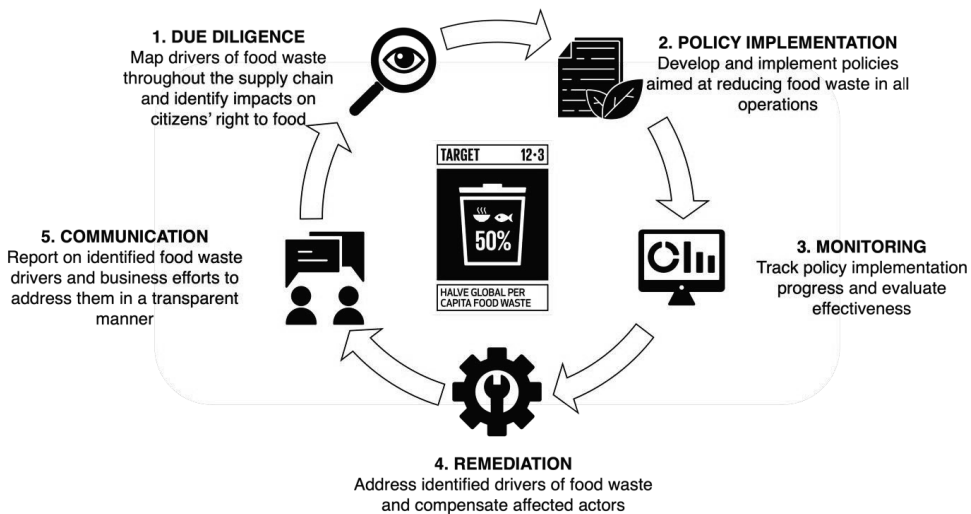 1. DUE DILIGENCE
Map drivers of food waste
throughout the supply chain
and identify impacts on
citizens' right to food
2. POLICY IMPLEMENTATION
Develop and implement policies
aimed at reducing food waste in all
operations
TARGET 12·3
50%
HALVE GLOBAL PER
CAPITA FOOD WASTE
3. MONITORING
Track policy implementation
progress and evaluate
effectiveness
4. REMEDIATION
Address identified drivers of food waste
and compensate affected actors
5. COMMUNICATION
Report on identified food waste
drivers and business efforts to
address them in a transparent
manner